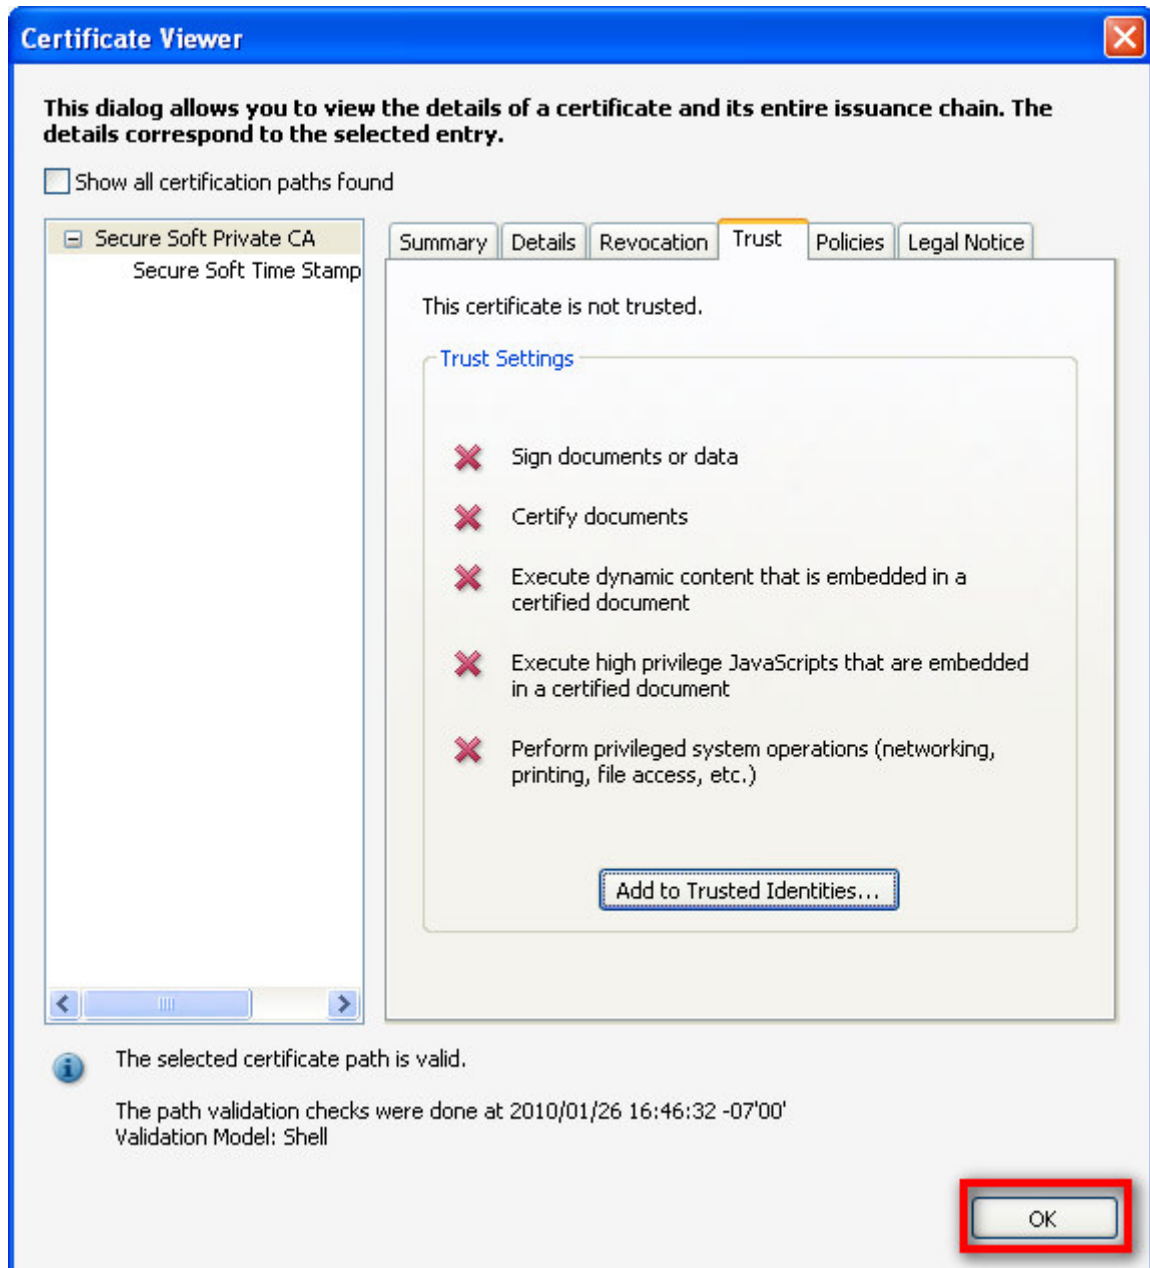 Certificate Viewer
This dialog allows you to view the details of a certificate and its entire issuance chain. The
details correspond to the selected entry.
Show all certification paths found
Secure Soft Private CA
Secure Soft Time Stamp
Summary
Details
Revocation
Trust
Policies
Legal Notice
This certificate is not trusted.
Trust Settings
Sign documents or data
Certify documents
Execute dynamic content that is embedded in a
certified document
Execute high privilege JavaScripts that are embedded
in a certified document
Perform privileged system operations (networking,
printing, file access, etc.)
Add to Trusted Identities...
The selected certificate path is valid.
The path validation checks were done at 2010/01/26 16:46:32 -07'00'
Validation Model: Shell
OK